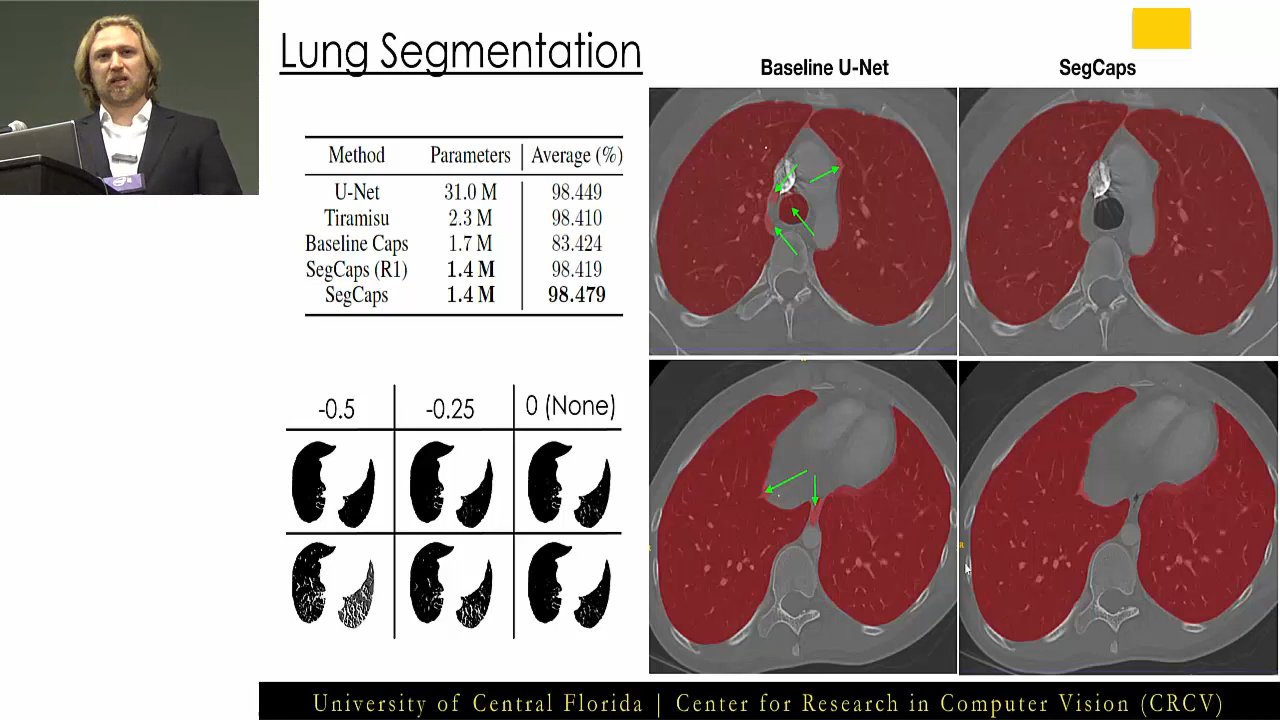 Lung Segmentation
Method Parameters Average (%)
U-Net 31.0 M 98.449
Tiramisu 2.3 M 98.410
Baseline Caps 1.7 M 83.424
SegCaps (R1) 1.4 M 98.419
SegCaps 1.4 M 98.479
-0.5 -0.25 0 (None)
Baseline U-Net SegCaps
University of Central Florida | Center for Research in Computer Vision (CRCV)